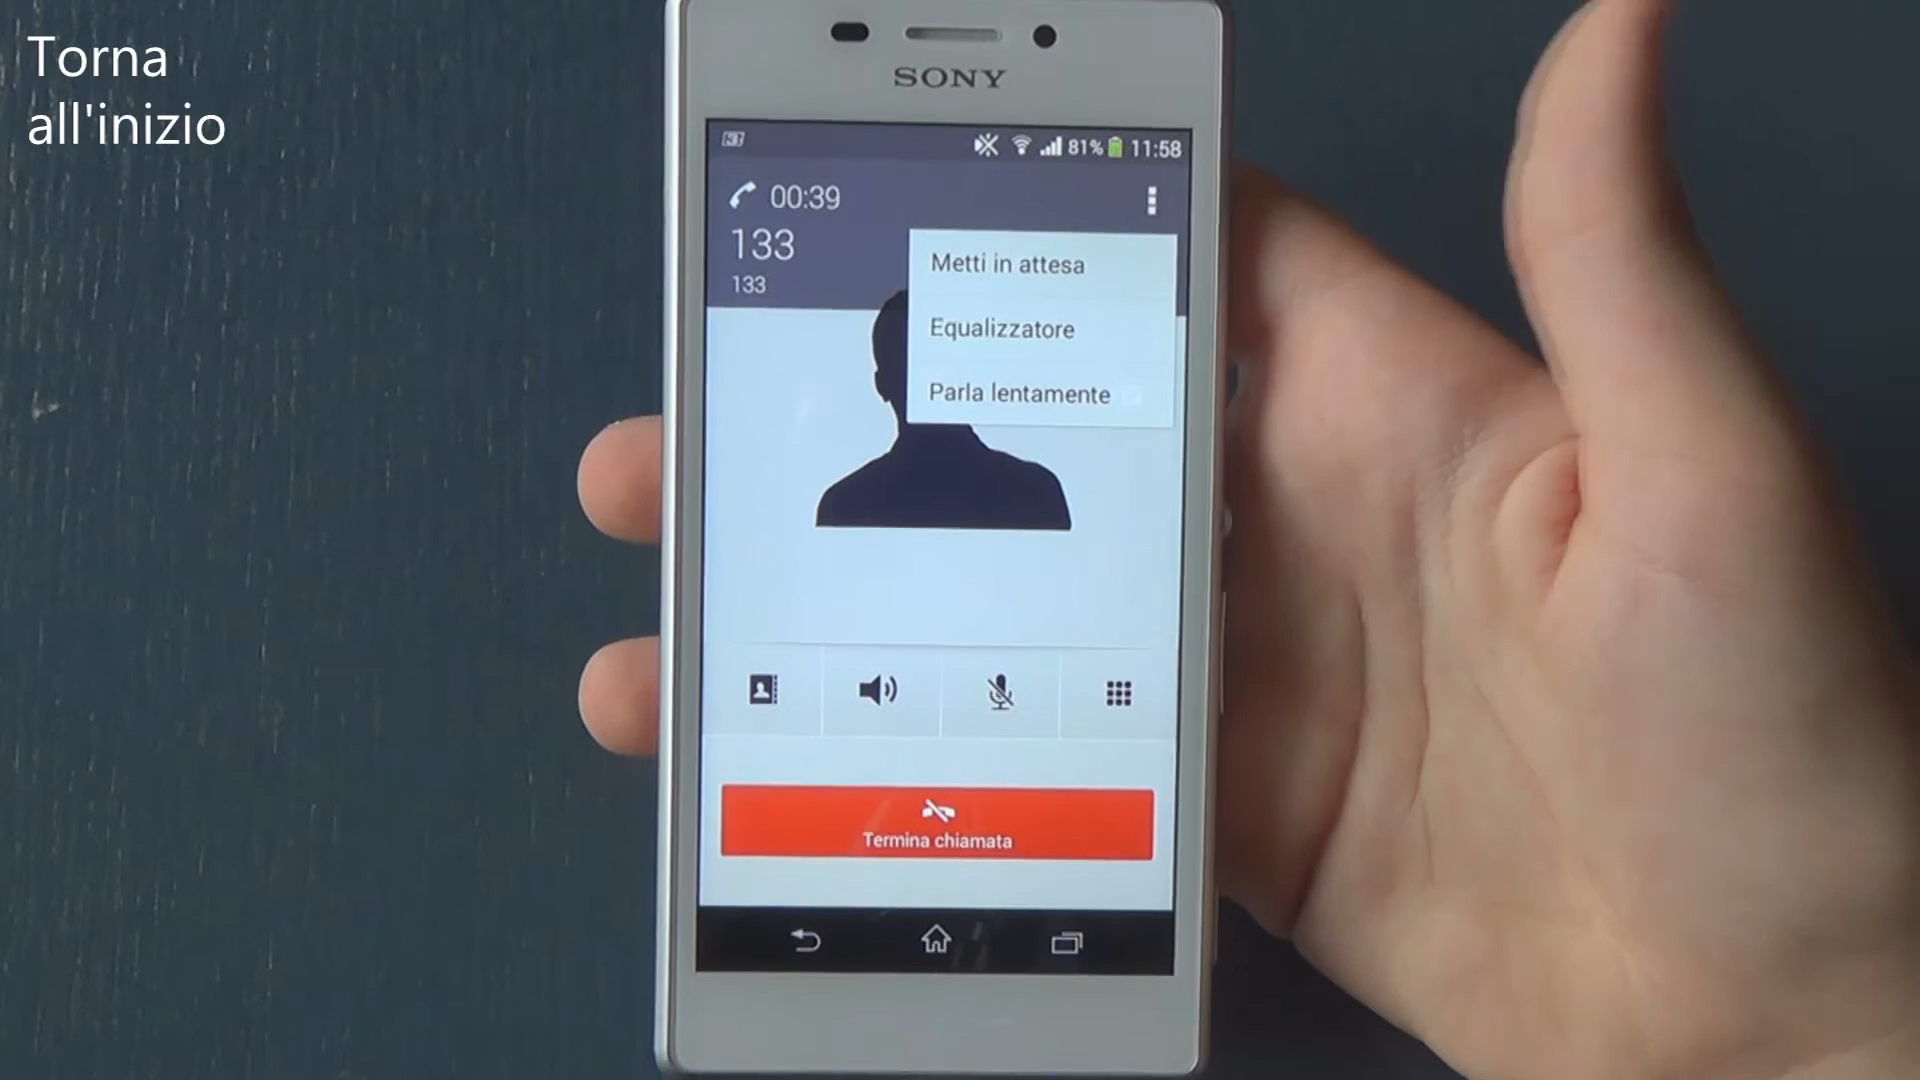 Torna
all'inizio
SONY
3
81% 11:58
00:39
133
133
Metti in attesa
Equalizzatore
Parla lentamente
Termina chiamata